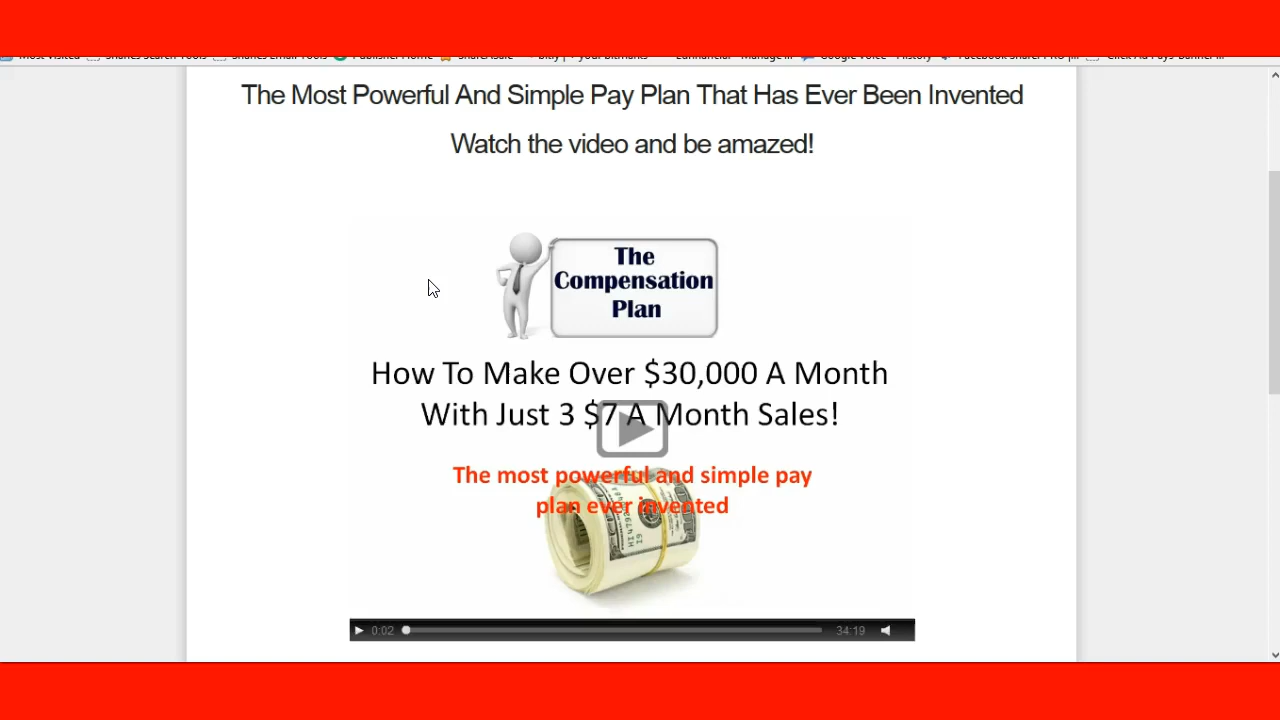 The Most Powerful And Simple Pay Plan That Has Ever Been Invented
Watch the video and be amazed!
The
Compensation
Plan
How To Make Over $30,000 A Month
With Just 3 $7 A Month Sales!
The most powerful and simple pay
plan ever invented
0:02
34:19